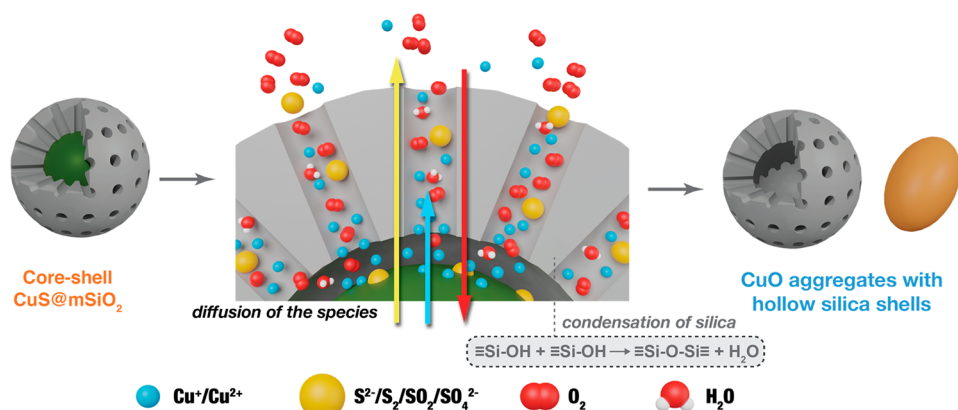 Core-shell
CuS@mSiO₂
diffusion of the species
condensation of silica
≡Si-OH + ≡Si-OH → ≡Si-O-Si≡ + H₂O
CuO aggregates with
hollow silica shells
Cu⁺/Cu²⁺
S²⁻/S₂/SO₂/SO₄²⁻
O₂
H₂O